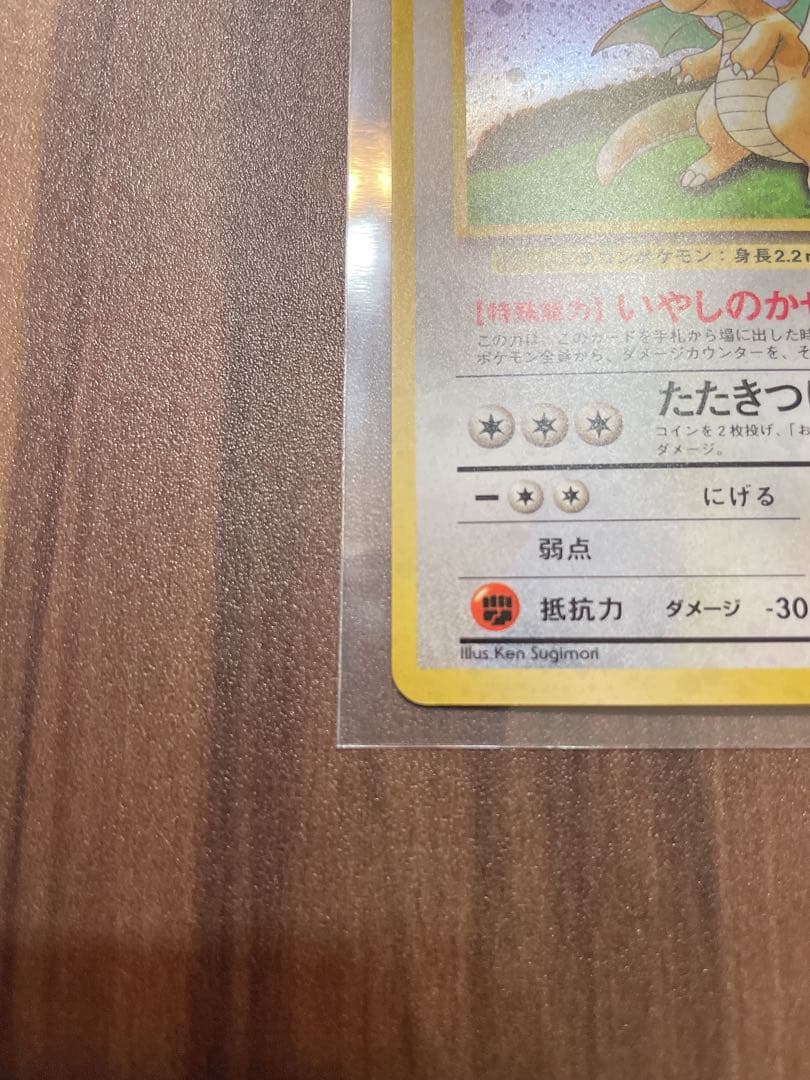 ドラゴンポケモン：身長2.2m
【特殊能力】いやしのかぜ
この力は、このカードを手札から場に出した時
ポケモン全員から、ダメージカウンターを、そ
たたきつけ
コインを2枚投げ、「お
ダメージ。
ー にげる
弱点
抵抗力 ダメージ -30
Illus. Ken Sugimori